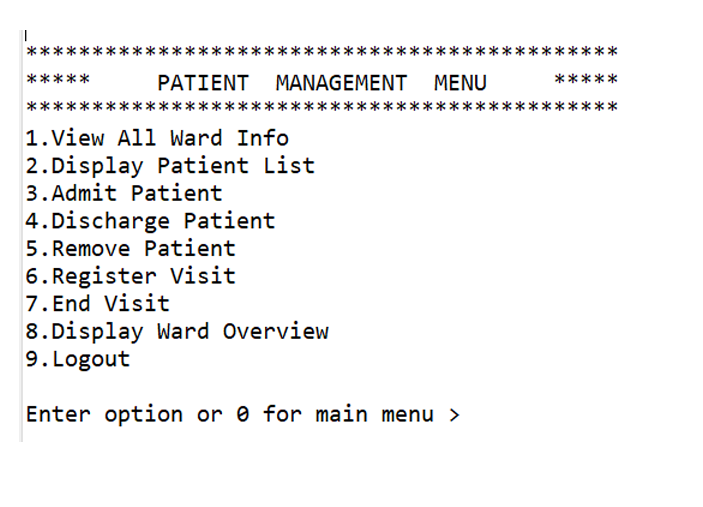 *********************************************
*****     PATIENT  MANAGEMENT  MENU     *****
*********************************************
1.View All Ward Info
2.Display Patient List
3.Admit Patient
4.Discharge Patient
5.Remove Patient
6.Register Visit
7.End Visit
8.Display Ward Overview
9.Logout
Enter option or 0 for main menu >